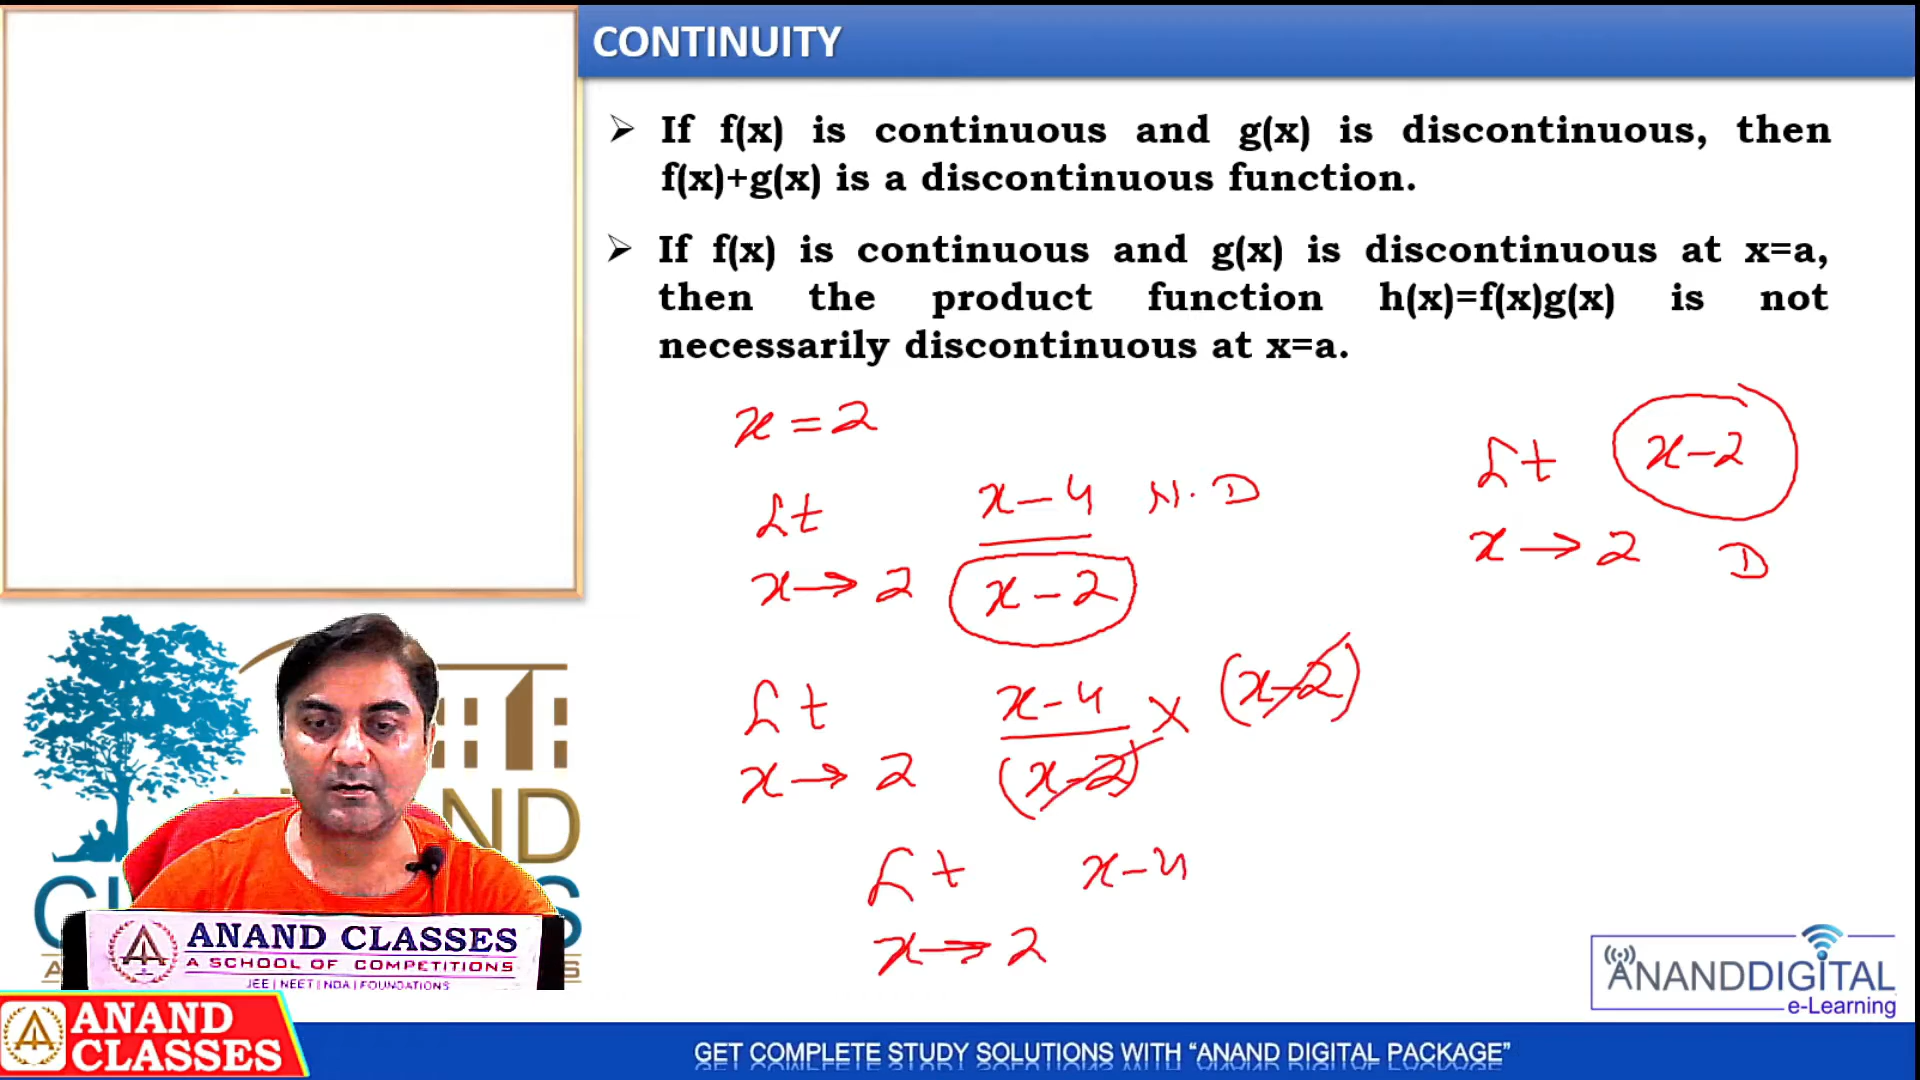 CONTINUITY
➢ If f(x) is continuous and g(x) is discontinuous, then
f(x)+g(x) is a discontinuous function.
➢ If f(x) is continuous and g(x) is discontinuous at x=a,
then the product function h(x)=f(x)g(x) is not
necessarily discontinuous at x=a.
x = 2
Lt x-4 N.D
x→2 x-2
Lt x-2
x→2 D
Lt x-4 × (x-2)
x→2 (x-2)
Lt x-4
x→2
ANAND CLASSES
A SCHOOL OF COMPETITIONS
JEE | NEET | NDA | FOUNDATIONS
ANANDDIGITAL
e-Learning
ANAND
CLASSES
GET COMPLETE STUDY SOLUTIONS WITH “ANAND DIGITAL PACKAGE”